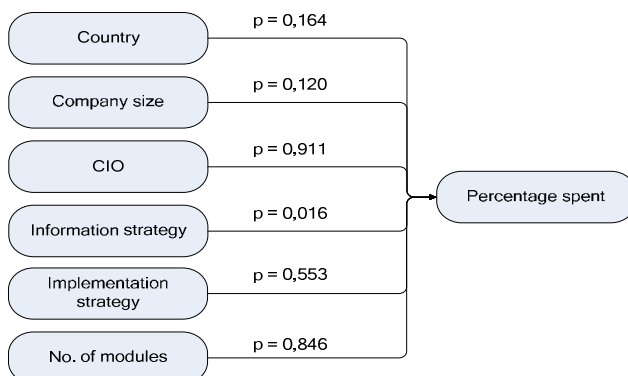 Country
p = 0,164
Company size
p = 0,120
CIO
p = 0,911
Information strategy
p = 0,016
Implementation
strategy
p = 0,553
No. of modules
p = 0,846
Percentage spent